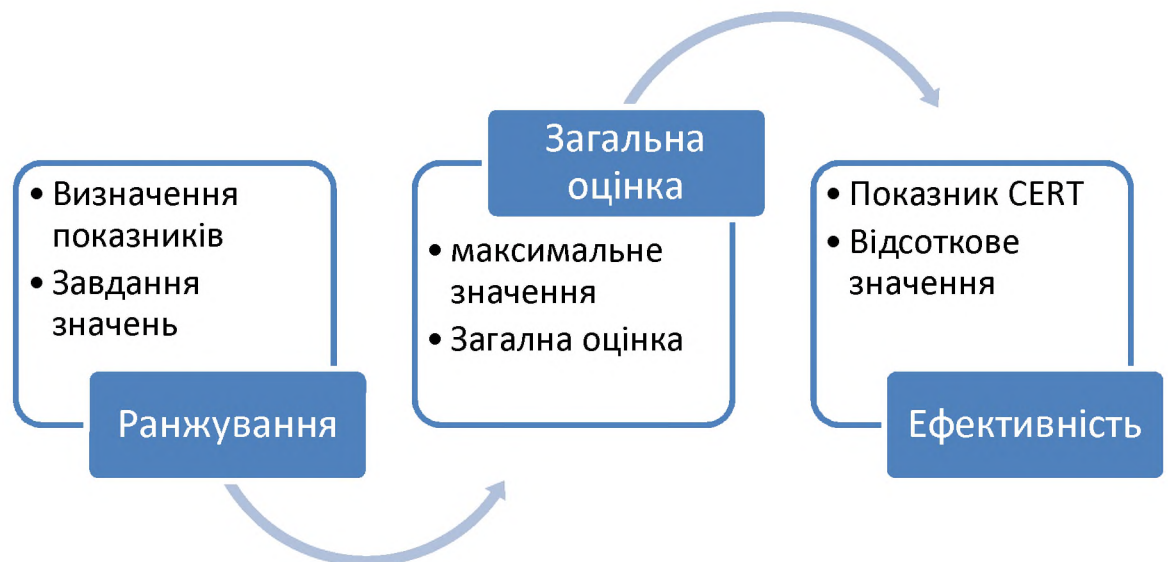 • Визначення
показників
• Завдання
значень
Ранжування
Загальна
оцінка
• максимальне
значення
• Загална оцінка
• Показник CERT
• Відсоткове
значення
Ефективність